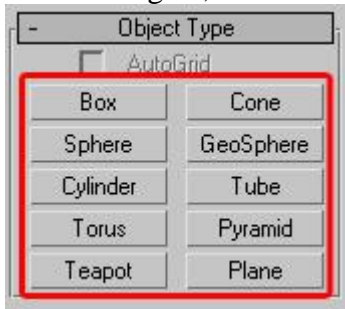 - Object Type
AutoGrid
Box Cone
Sphere GeoSphere
Cylinder Tube
Torus Pyramid
Teapot Plane